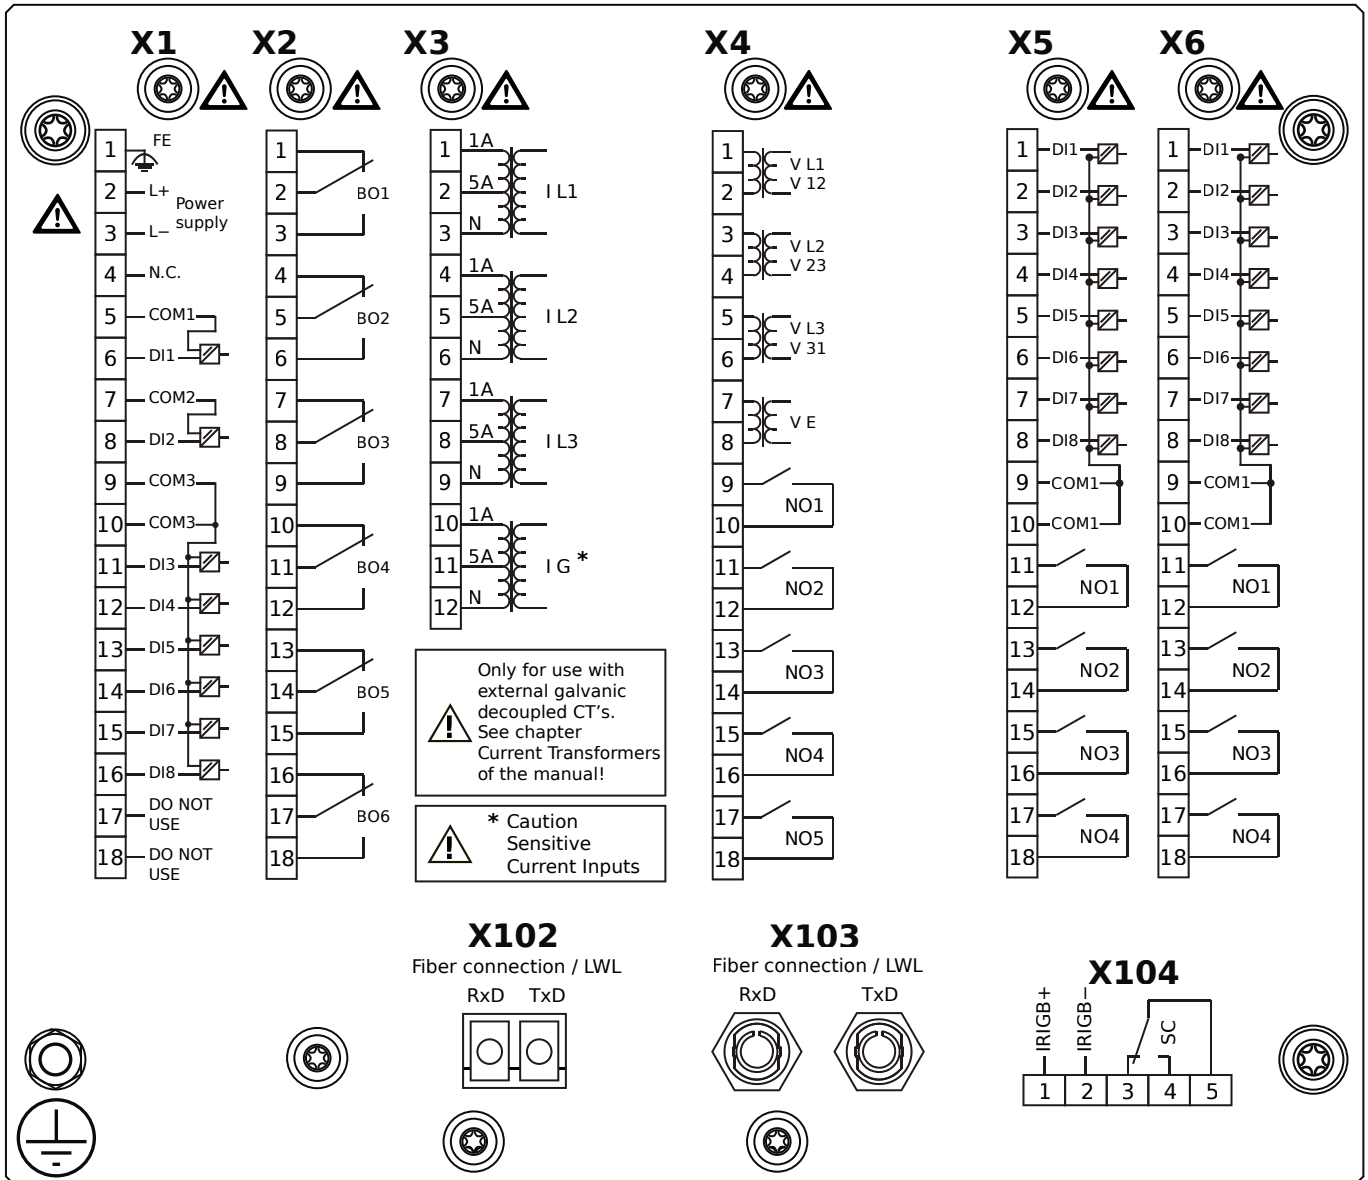 X1
X2
X3
X4
X5
X6
1 FE
2 L+
Power
supply
3 L−
4 N.C.
5 COM1
6 DI1
7 COM2
8 DI2
9 COM3
10 COM3
11 DI3
12 DI4
13 DI5
14 DI6
15 DI7
16 DI8
17 DO NOT
USE
18 DO NOT
USE
1
2 BO1
3
4
5 BO2
6
7
8 BO3
9
10
11 BO4
12
13
14 BO5
15
16
17 BO6
18
1 1A
2 5A I L1
3 N
4 1A
5 5A I L2
6 N
7 1A
8 5A I L3
9 N
10 1A
11 5A I G *
12 N
Only for use with
external galvanic
decoupled CT's.
See chapter
Current Transformers
of the manual!
* Caution
Sensitive
Current Inputs
1 V L1
2 V 12
3 V L2
4 V 23
5 V L3
6 V 31
7 V E
8
9 NO1
10
11 NO2
12
13 NO3
14
15 NO4
16
17 NO5
18
1 DI1
2 DI2
3 DI3
4 DI4
5 DI5
6 DI6
7 DI7
8 DI8
9 COM1
10 COM1
11 NO1
12
13 NO2
14
15 NO3
16
17 NO4
18
1 DI1
2 DI2
3 DI3
4 DI4
5 DI5
6 DI6
7 DI7
8 DI8
9 COM1
10 COM1
11 NO1
12
13 NO2
14
15 NO3
16
17 NO4
18
X102
Fiber connection / LWL
RxD TxD
X103
Fiber connection / LWL
RxD TxD
X104
IRIGB+
IRIGB−
SC
1 2 3 4 5